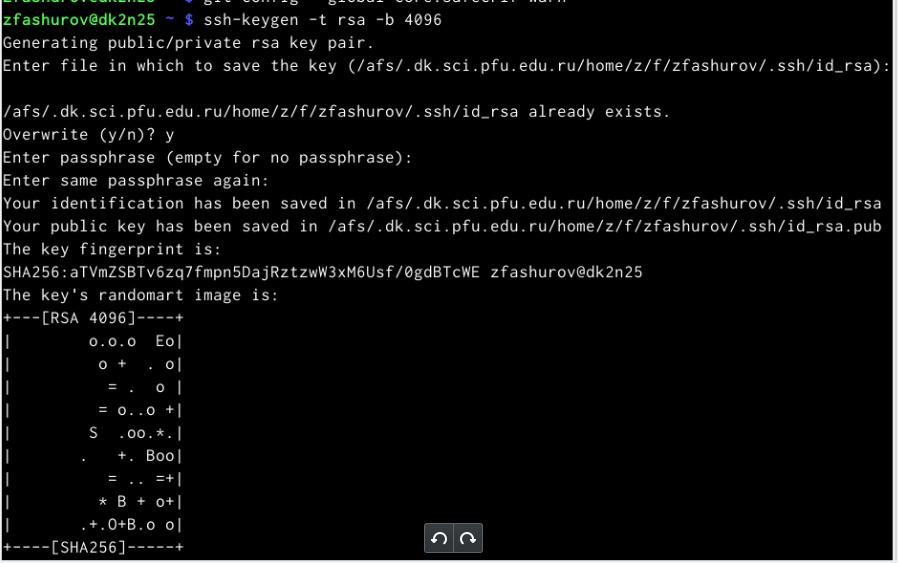 zfashurov@dk2n25 ~ $ ssh-keygen -t rsa -b 4096
Generating public/private rsa key pair.
Enter file in which to save the key (/afs/.dk.sci.pfu.edu.ru/home/z/f/zfashurov/.ssh/id_rsa):
/afs/.dk.sci.pfu.edu.ru/home/z/f/zfashurov/.ssh/id_rsa already exists.
Overwrite (y/n)? y
Enter passphrase (empty for no passphrase):
Enter same passphrase again:
Your identification has been saved in /afs/.dk.sci.pfu.edu.ru/home/z/f/zfashurov/.ssh/id_rsa
Your public key has been saved in /afs/.dk.sci.pfu.edu.ru/home/z/f/zfashurov/.ssh/id_rsa.pub
The key fingerprint is:
SHA256:aTVmZSBTv6zq7fmpn5DajRztzwW3xM6Usf/0gdBTcWE zfashurov@dk2n25
The key's randomart image is:
+---[RSA 4096]----+
|        o.o.o  Eo|
|         o +  . o|
|          = .  o |
|         = o..o +|
|        S  .oo.*.|
|       .   +. Boo|
|          = .. =+|
|         * B + o+|
|       .+.O+B.o o|
+----[SHA256]-----+